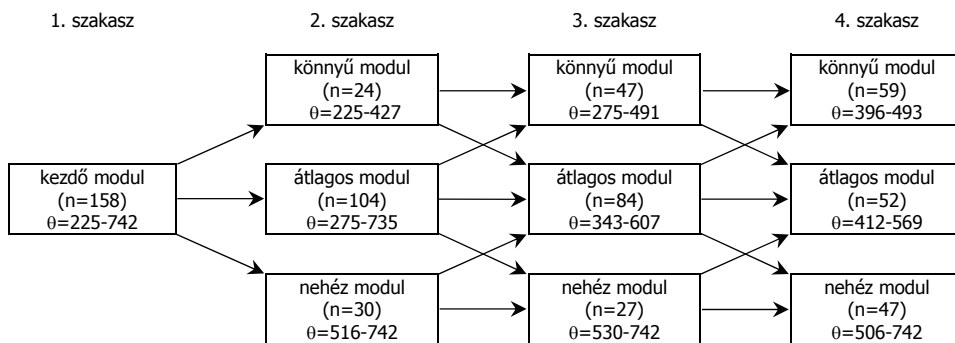 1. szakasz
2. szakasz
3. szakasz
4. szakasz
könnyű modul
(n=24)
θ=225-427
könnyű modul
(n=47)
θ=275-491
könnyű modul
(n=59)
θ=396-493
kezdő modul
(n=158)
θ=225-742
átlagos modul
(n=104)
θ=275-735
átlagos modul
(n=84)
θ=343-607
átlagos modul
(n=52)
θ=412-569
nehéz modul
(n=30)
θ=516-742
nehéz modul
(n=27)
θ=530-742
nehéz modul
(n=47)
θ=506-742